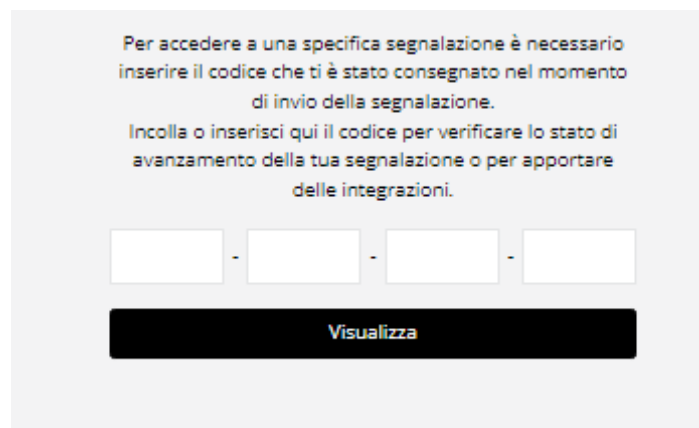 Per accedere a una specifica segnalazione è necessario
inserire il codice che ti è stato consegnato nel momento
di invio della segnalazione.
Incolla o inserisci qui il codice per verificare lo stato di
avanzamento della tua segnalazione o per apportare
delle integrazioni.
- - -
Visualizza